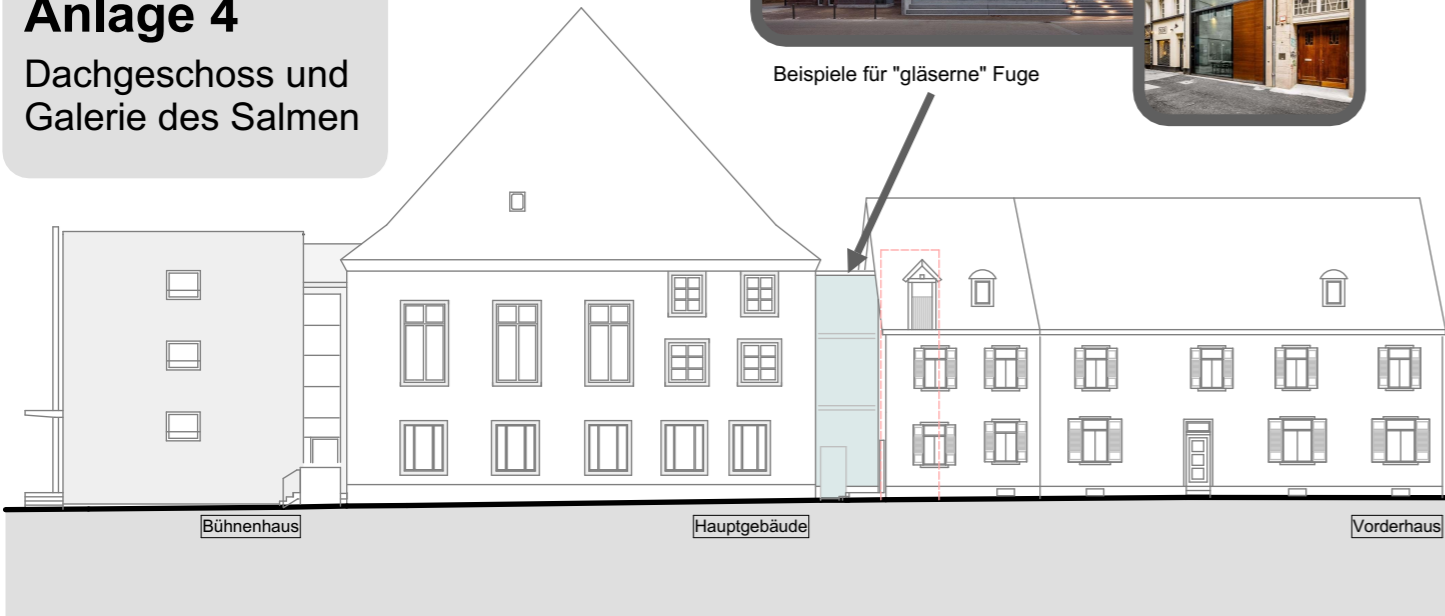 Anlage 4
Dachgeschoss und
Galerie des Salmen
Beispiele für "gläserne" Fuge
Bühnenhaus
Hauptgebäude
Vorderhaus